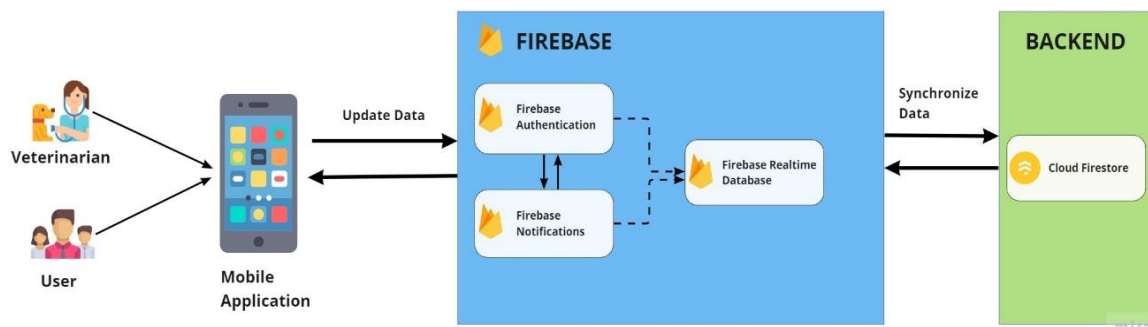 FIREBASE
BACKEND
Veterinarian
User
Mobile
Application
Update Data
Firebase
Authentication
Firebase
Notifications
Firebase Realtime
Database
Synchronize
Data
Cloud Firestore